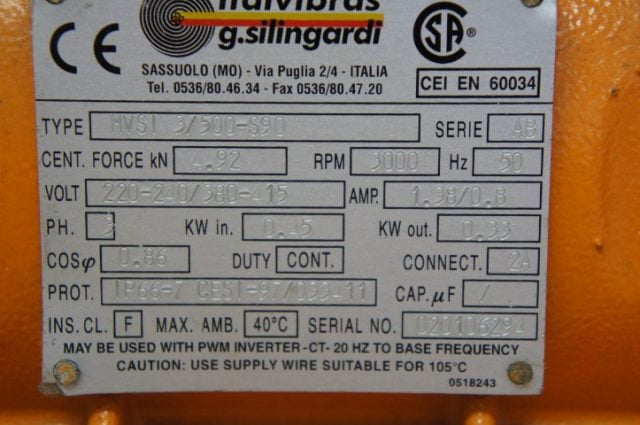 italvibras
g.silingardi
CE
SASSUOLO (MO) - Via Puglia 2/4 - ITALIA
Tel. 0536/80.46.34 - Fax 0536/80.47.20
CSA
CEI EN 60034
TYPE MVSI 3/500-S90 SERIE AB
CENT. FORCE kN 4.92 RPM 3000 Hz 50
VOLT 220-240/380-415 AMP. 1.38/0.8
PH. 3 KW in. 0.45 KW out. 0.33
COSφ 0.86 DUTY CONT. CONNECT. 2A
PROT. IP66-7 CESI-97/033411 CAP. µF /
INS. CL. F MAX. AMB. 40°C SERIAL NO. 020106294
MAY BE USED WITH PWM INVERTER -CT- 20 HZ TO BASE FREQUENCY
CAUTION: USE SUPPLY WIRE SUITABLE FOR 105°C
0518243